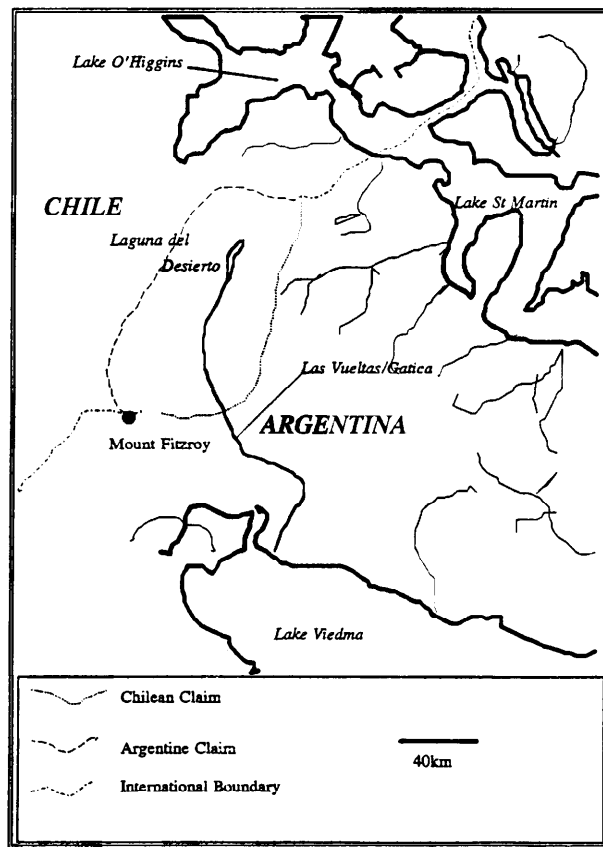 Lake O'Higgins
CHILE
Lake St Martin
Laguna del
Desierto
Las Vueltas/Gatica
ARGENTINA
Mount Fitzroy
Lake Viedma
Chilean Claim
Argentine Claim
40km
International Boundary